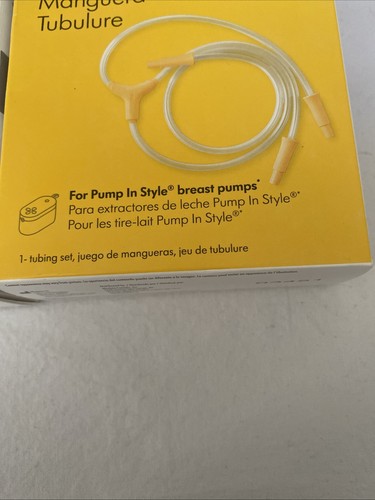 Manguera
Tubulure
For Pump In Style® breast pumps*
Para extractores de leche Pump In Style®*
Pour les tire-lait Pump In Style®*
1- tubing set, juego de mangueras, jeu de tubulure